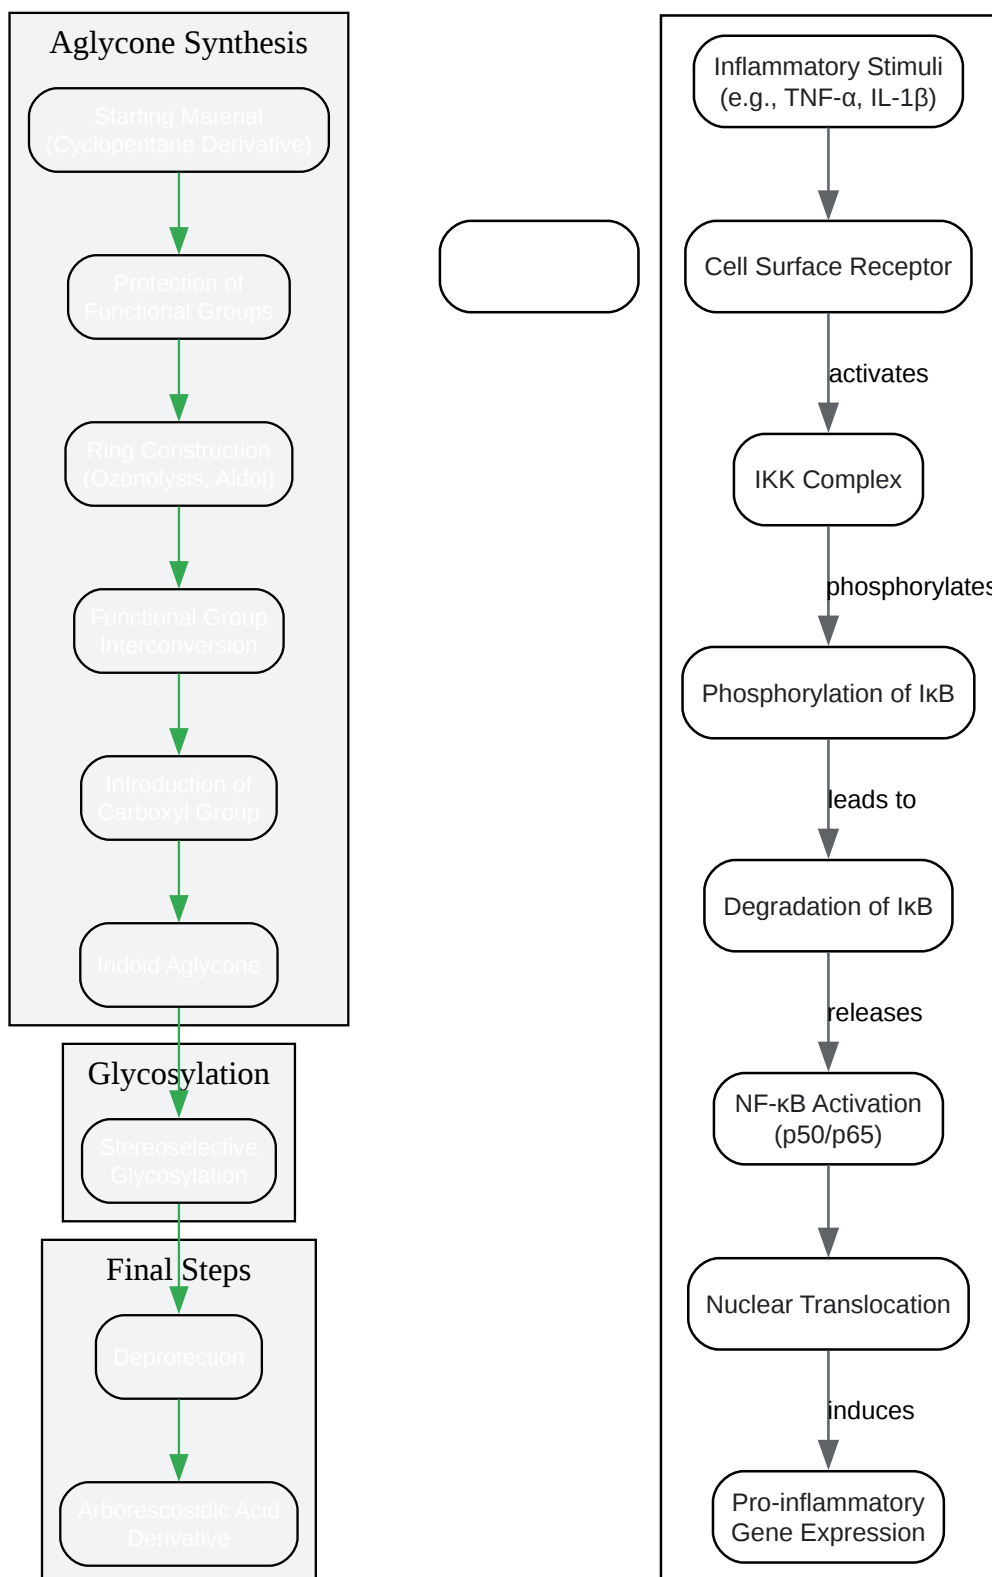 Aglycone Synthesis
Starting Material
(Cyclopentane Derivative)
Protection of
Functional Groups
Ring Construction
(Ozonolysis, Aldol)
Functional Group
Interconversion
Introduction of
Carboxyl Group
Iridoid Aglycone
Glycosylation
Stereoselective
Glycosylation
Final Steps
Deprotection
Arborescosidic Acid
Derivative
Inflammatory Stimuli
(e.g., TNF-α, IL-1β)
Cell Surface Receptor
activates
IKK Complex
phosphorylates
Phosphorylation of IκB
leads to
Degradation of IκB
releases
NF-κB Activation
(p50/p65)
Nuclear Translocation
induces
Pro-inflammatory
Gene Expression